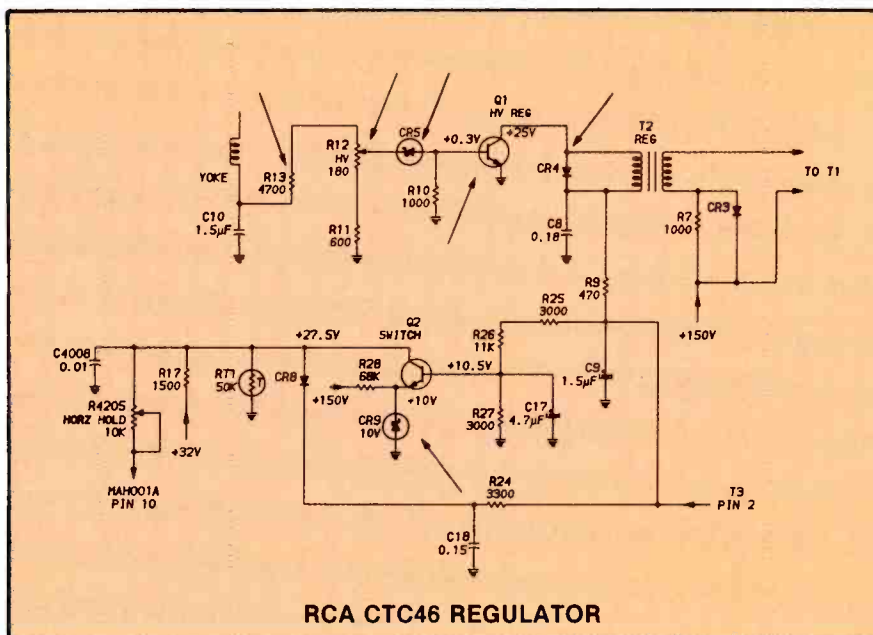 Q1
HV REG
T2
REG
CR5
+0.3V
+25V
R12
HV
180
YOKE
R13
4700
CR4
TO T1
R10
1000
C10
1.5µF
R11
600
C8
0.18
R7
1000
CR3
R9
470
R25
3000
+150V
Q2
SWITCH
+27.5V
R26
11K
C4008
0.01
R17
1500
RT1
50K
T
CR8
R28
68K
+10.5V
C9
1.5µF
+150V
+10V
R4205
HORZ HOLD
10K
CR9
10V
R27
3000
C17
4.7µF
+32V
R24
3300
T3
PIN 2
MAH001A
PIN 10
C18
0.15
RCA CTC46 REGULATOR